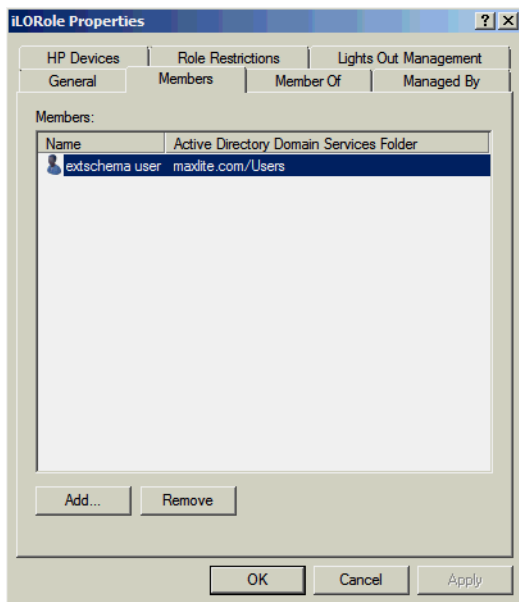 iLORole Properties
HP Devices Role Restrictions Lights Out Management
General Members Member Of Managed By
Members:
Name Active Directory Domain Services Folder
extschema user maxlite.com/Users
Add... Remove
OK Cancel Apply